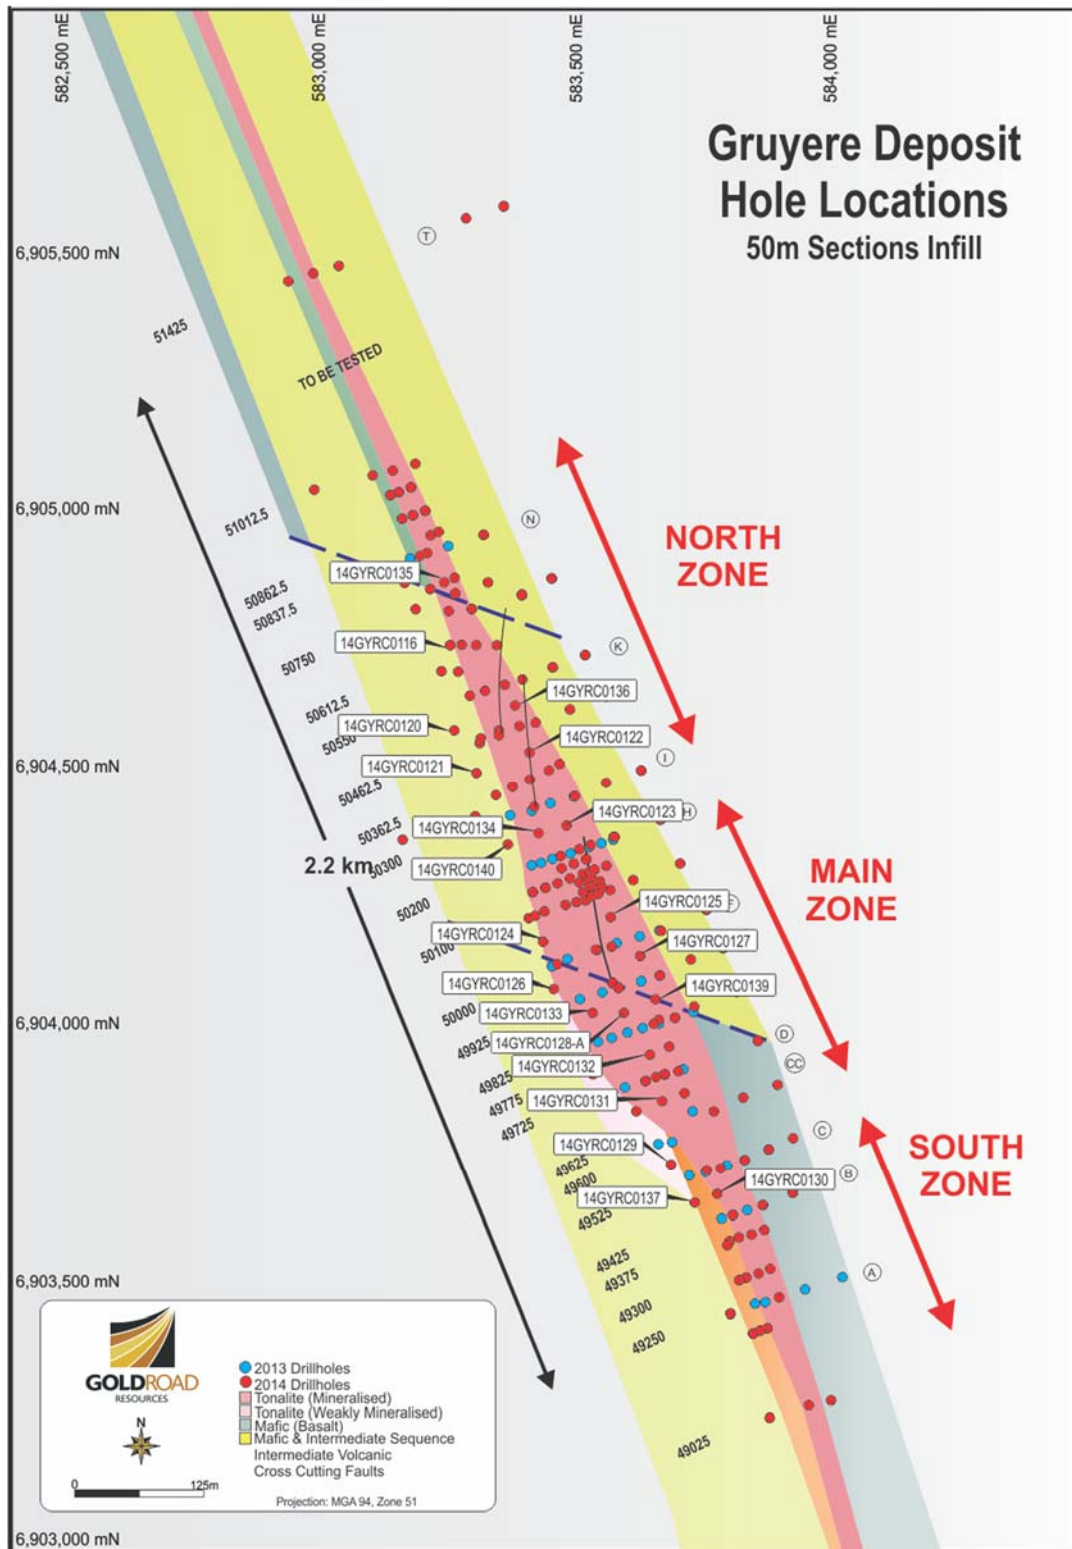 582,500 mE
583,000 mE
583,500 mE
584,000 mE
Gruyere Deposit
Hole Locations
50m Sections Infill
T
6,905,500 mN
51425
TO BE TESTED
6,905,000 mN
51012.5
N
NORTH
ZONE
14GYRC0135
50862.5
50837.5
14GYRC0116
K
50750
14GYRC0136
50612.5
14GYRC0120
14GYRC0122
50550
6,904,500 mN
14GYRC0121
I
50462.5
14GYRC0123
H
50362.5
14GYRC0134
2.2 km
50300
14GYRC0140
MAIN
ZONE
50200
14GYRC0125
F
14GYRC0124
50100
14GYRC0127
14GYRC0126
14GYRC0139
50000
14GYRC0133
6,904,000 mN
D
49925
14GYRC0128-A
CC
14GYRC0132
49825
49775
14GYRC0131
49725
C
14GYRC0129
SOUTH
ZONE
49625
B
49600
14GYRC0130
14GYRC0137
49525
49425
A
49375
6,903,500 mN
49300
49250
GOLDROAD
RESOURCES
N
0
125m
2013 Drillholes
2014 Drillholes
Tonalite (Mineralised)
Tonalite (Weakly Mineralised)
Mafic (Basalt)
Mafic & Intermediate Sequence
Intermediate Volcanic
Cross Cutting Faults
Projection: MGA 94, Zone 51
49025
6,903,000 mN